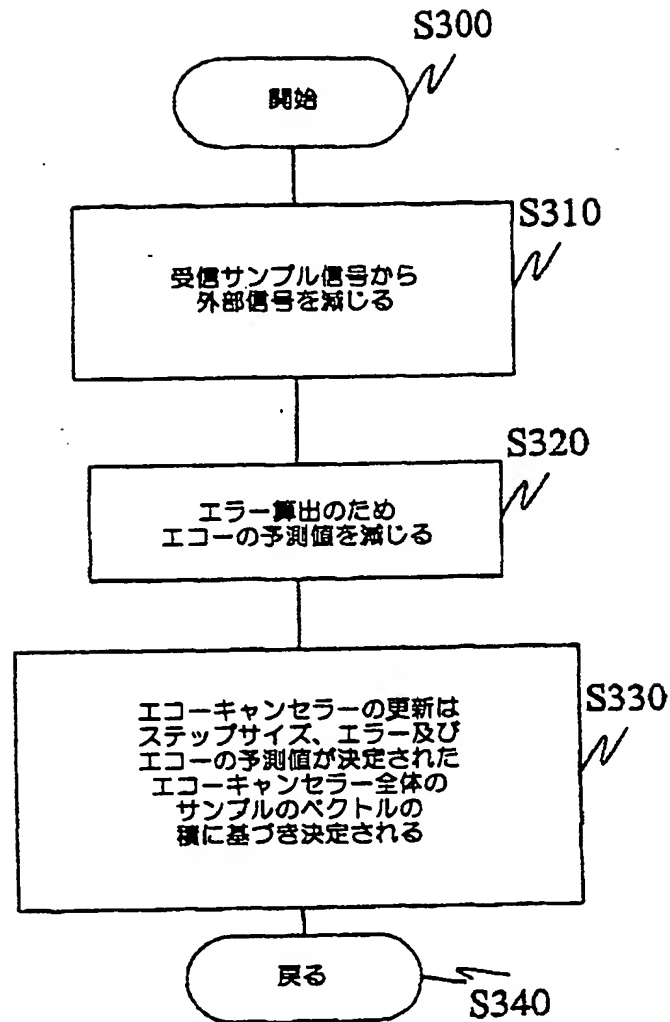 S300
開始
S310
受信サンプル信号から
外部信号を減じる
S320
エラー算出のため
エコーの予測値を減じる
S330
エコーキャンセラーの更新は
ステップサイズ、エラー及び
エコーの予測値が決定された
エコーキャンセラー全体の
サンプルのベクトルの
積に基づき決定される
戻る
S340